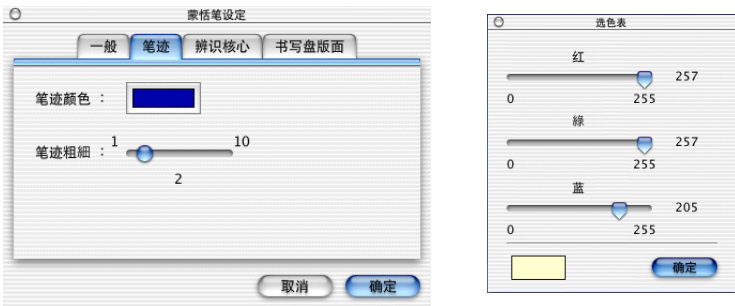 蒙恬笔设定
一般 笔迹 辨识核心 书写盘版面
笔迹颜色 :
笔迹粗細 : 1 10
2
取消 确定
选色表
红
257
0 255
綠
257
0 255
蓝
205
0 255
确定